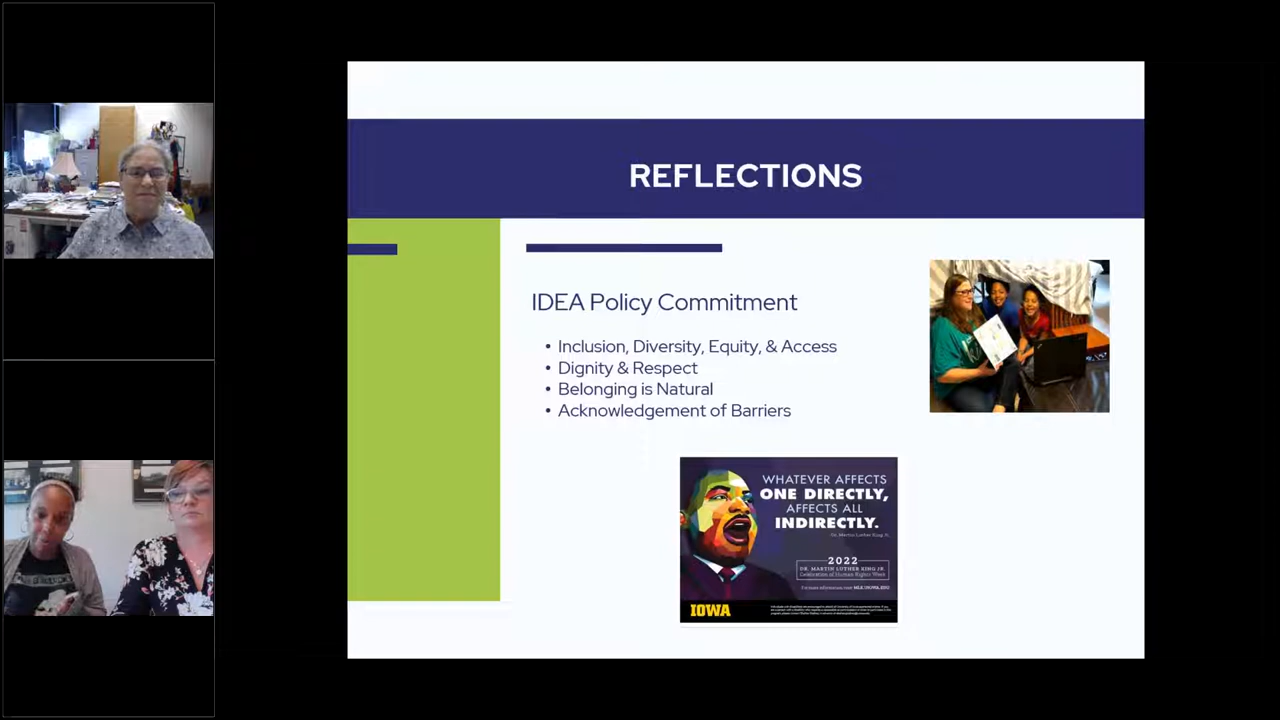 REFLECTIONS
IDEA Policy Commitment
• Inclusion, Diversity, Equity, & Access
• Dignity & Respect
• Belonging is Natural
• Acknowledgement of Barriers
WHATEVER AFFECTS
ONE DIRECTLY,
AFFECTS ALL
INDIRECTLY.
Dr. Martin Luther King Jr.
2022
DR. MARTIN LUTHER KING JR.
Celebration of Human Rights Week
IOWA